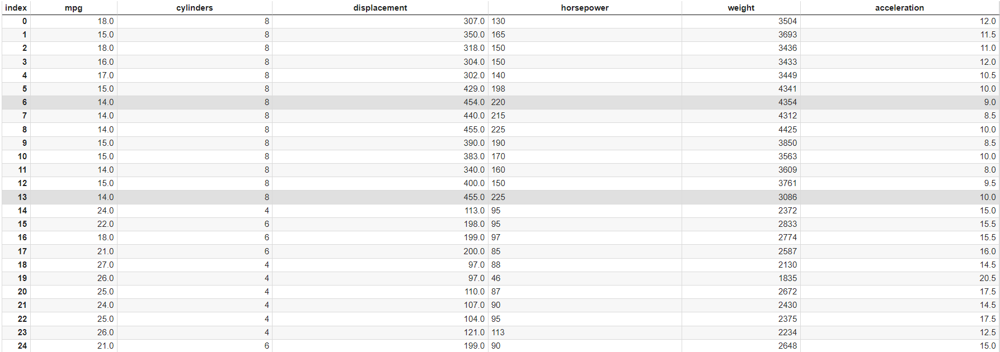 index mpg cylinders displacement horsepower weight acceleration
0 18.0 8 307.0 130 3504 12.0
1 15.0 8 350.0 165 3693 11.5
2 18.0 8 318.0 150 3436 11.0
3 16.0 8 304.0 150 3433 12.0
4 17.0 8 302.0 140 3449 10.5
5 15.0 8 429.0 198 4341 10.0
6 14.0 8 454.0 220 4354 9.0
7 14.0 8 440.0 215 4312 8.5
8 14.0 8 455.0 225 4425 10.0
9 15.0 8 390.0 190 3850 8.5
10 15.0 8 383.0 170 3563 10.0
11 14.0 8 340.0 160 3609 8.0
12 15.0 8 400.0 150 3761 9.5
13 14.0 8 455.0 225 3086 10.0
14 24.0 4 113.0 95 2372 15.0
15 22.0 6 198.0 95 2833 15.5
16 18.0 6 199.0 97 2774 15.5
17 21.0 6 200.0 85 2587 16.0
18 27.0 4 97.0 88 2130 14.5
19 26.0 4 97.0 46 1835 20.5
20 25.0 4 110.0 87 2672 17.5
21 24.0 4 107.0 90 2430 14.5
22 25.0 4 104.0 95 2375 17.5
23 26.0 4 121.0 113 2234 12.5
24 21.0 6 199.0 90 2648 15.0